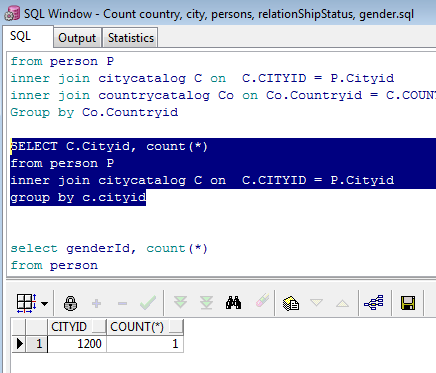 SQL Window - Count country, city, persons, relationShipStatus, gender.sql
SQL Output Statistics
from person P
inner join citycatalog C on  C.CITYID = P.Cityid
inner join countrycatalog Co on Co.Countryid = C.COUN
Group by Co.Countryid
SELECT C.Cityid, count(*)
from person P
inner join citycatalog C on  C.CITYID = P.Cityid
group by c.cityid
select genderId, count(*)
from person
CITYID COUNT(*)
1 1200 1